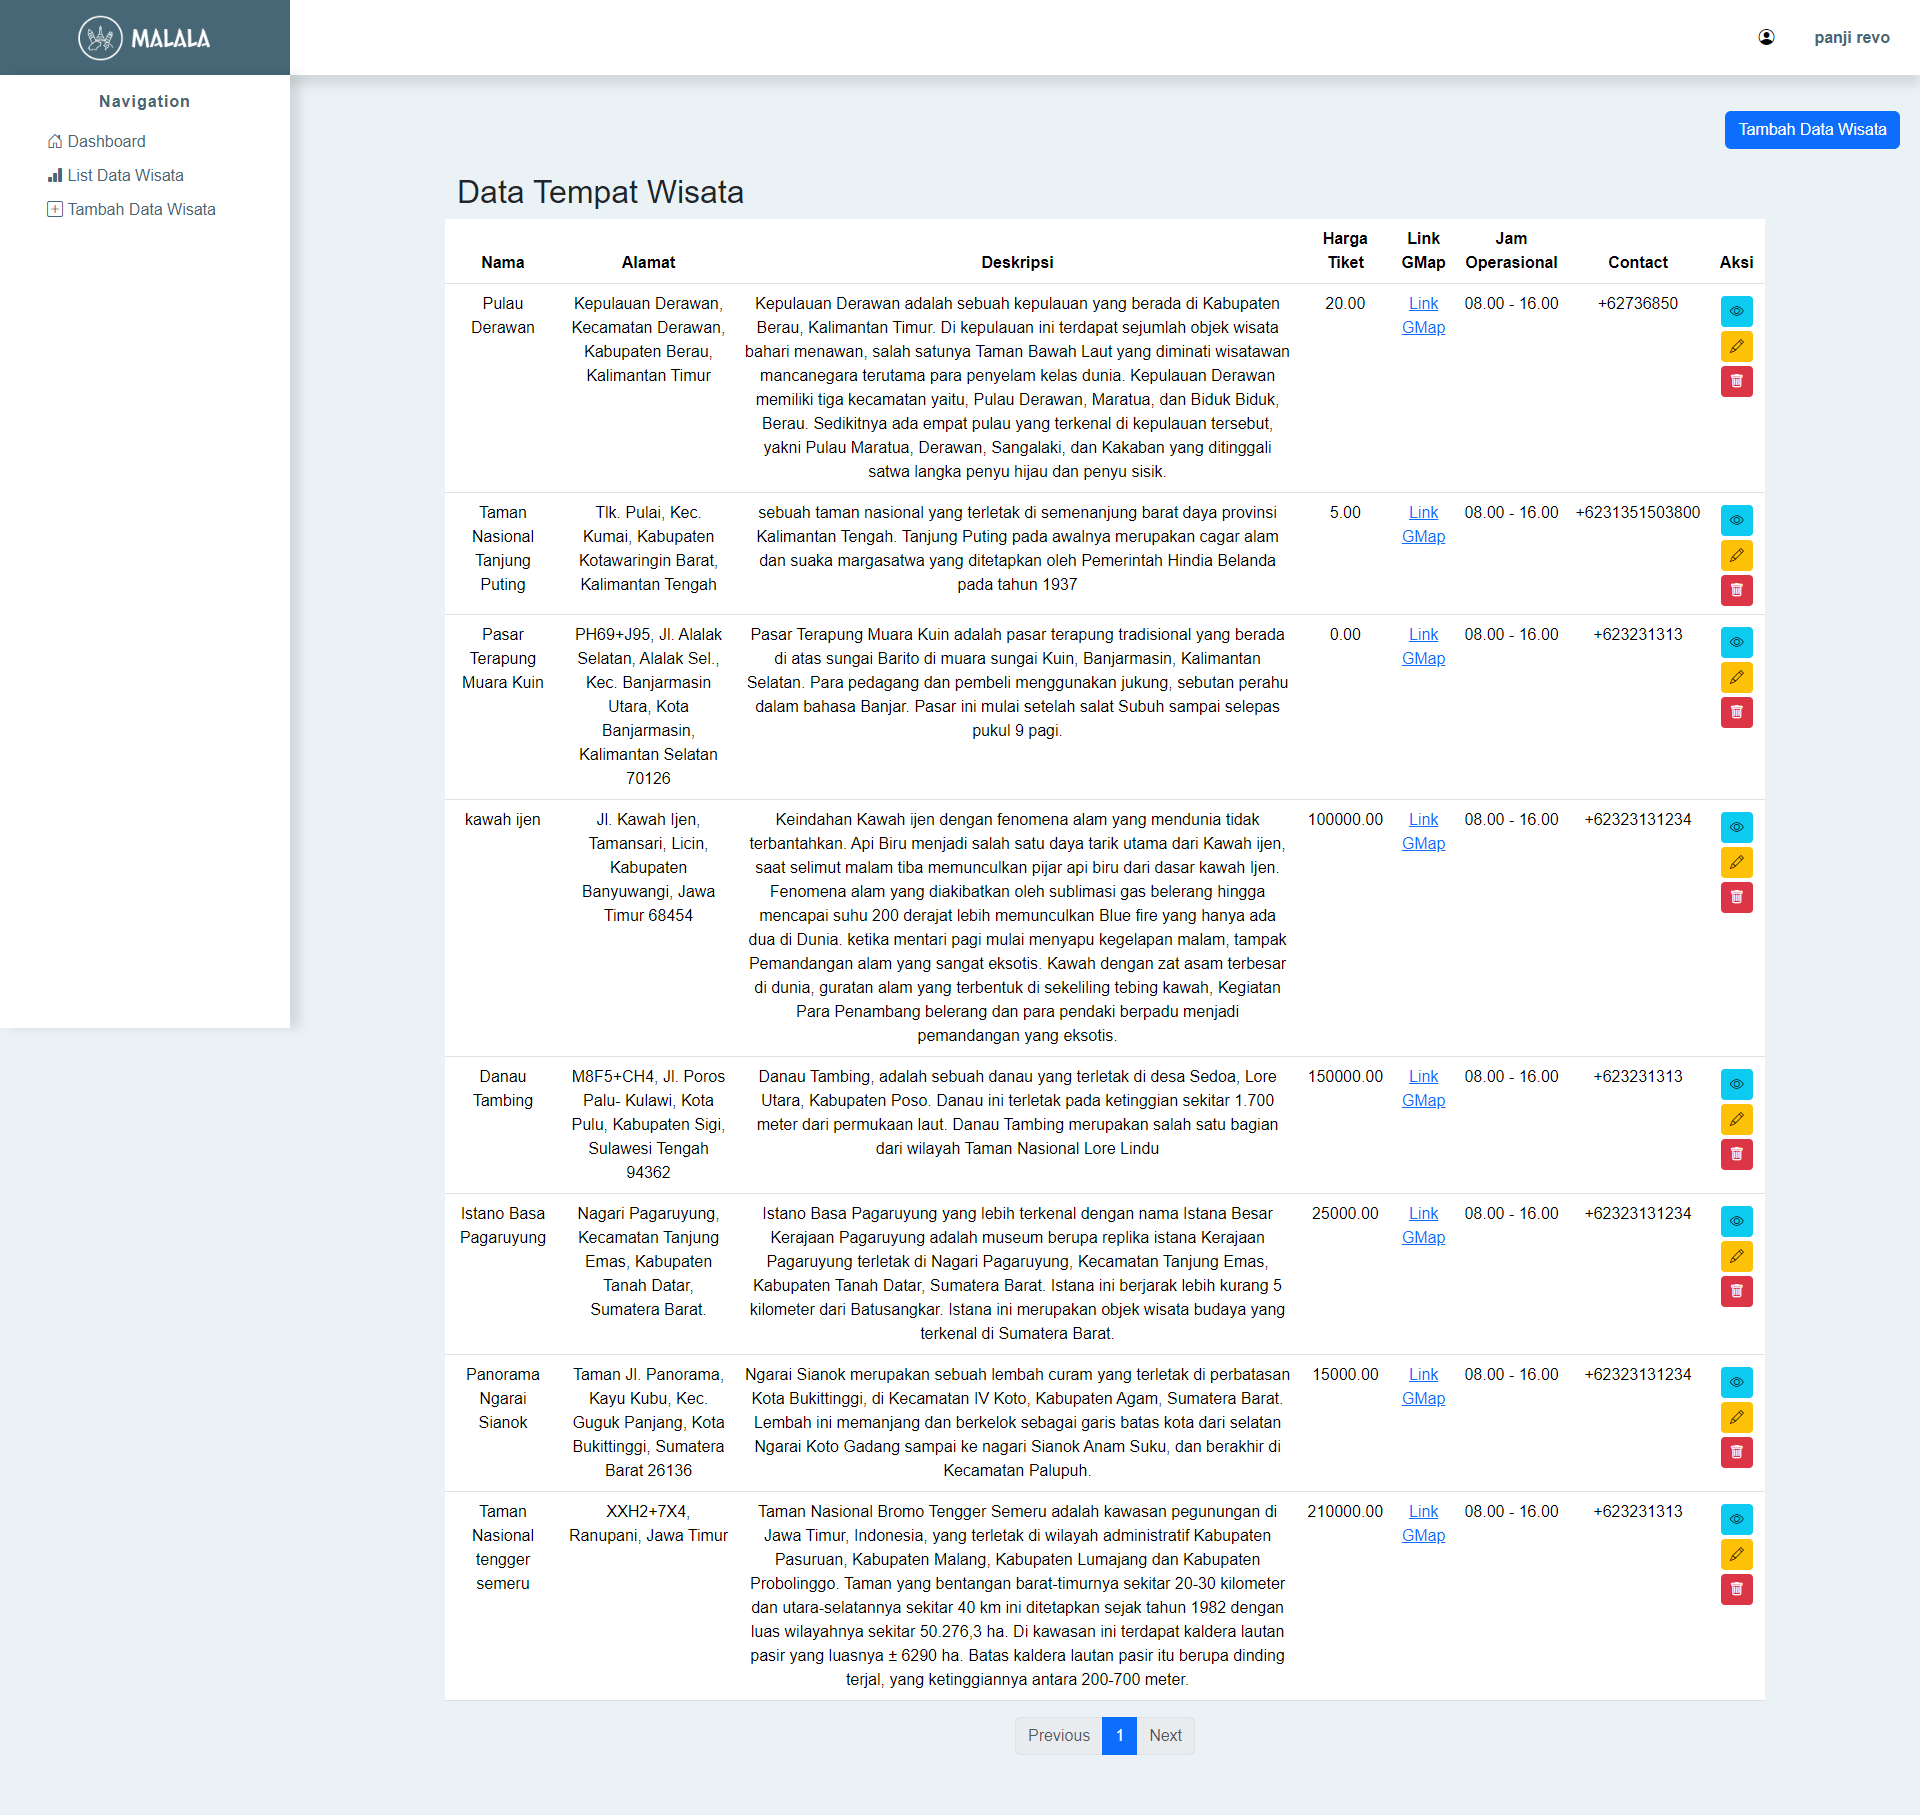 MALALA
panji revo
Navigation
Dashboard
List Data Wisata
Tambah Data Wisata
Tambah Data Wisata
Data Tempat Wisata
Nama
Alamat
Deskripsi
Harga
Tiket
Link
GMap
Jam
Operasional
Contact
Aksi
Pulau
Derawan
Kepulauan Derawan,
Kecamatan Derawan,
Kabupaten Berau,
Kalimantan Timur
Kepulauan Derawan adalah sebuah kepulauan yang berada di Kabupaten
Berau, Kalimantan Timur. Di kepulauan ini terdapat sejumlah objek wisata
bahari menawan, salah satunya Taman Bawah Laut yang diminati wisatawan
mancanegara terutama para penyelam kelas dunia. Kepulauan Derawan
memiliki tiga kecamatan yaitu, Pulau Derawan, Maratua, dan Biduk Biduk,
Berau. Sedikitnya ada empat pulau yang terkenal di kepulauan tersebut,
yakni Pulau Maratua, Derawan, Sangalaki, dan Kakaban yang ditinggali
satwa langka penyu hijau dan penyu sisik.
20.00
Link
GMap
08.00 - 16.00
+62736850
Taman
Nasional
Tanjung
Puting
Tlk. Pulai, Kec.
Kumai, Kabupaten
Kotawaringin Barat,
Kalimantan Tengah
sebuah taman nasional yang terletak di semenanjung barat daya provinsi
Kalimantan Tengah. Tanjung Puting pada awalnya merupakan cagar alam
dan suaka margasatwa yang ditetapkan oleh Pemerintah Hindia Belanda
pada tahun 1937
5.00
Link
GMap
08.00 - 16.00
+6231351503800
Pasar
Terapung
Muara Kuin
PH69+J95, Jl. Alalak
Selatan, Alalak Sel.,
Kec. Banjarmasin
Utara, Kota
Banjarmasin,
Kalimantan Selatan
70126
Pasar Terapung Muara Kuin adalah pasar terapung tradisional yang berada
di atas sungai Barito di muara sungai Kuin, Banjarmasin, Kalimantan
Selatan. Para pedagang dan pembeli menggunakan jukung, sebutan perahu
dalam bahasa Banjar. Pasar ini mulai setelah salat Subuh sampai selepas
pukul 9 pagi.
0.00
Link
GMap
08.00 - 16.00
+623231313
kawah ijen
Jl. Kawah Ijen,
Tamansari, Licin,
Kabupaten
Banyuwangi, Jawa
Timur 68454
Keindahan Kawah ijen dengan fenomena alam yang mendunia tidak
terbantahkan. Api Biru menjadi salah satu daya tarik utama dari Kawah ijen,
saat selimut malam tiba memunculkan pijar api biru dari dasar kawah Ijen.
Fenomena alam yang diakibatkan oleh sublimasi gas belerang hingga
mencapai suhu 200 derajat lebih memunculkan Blue fire yang hanya ada
dua di Dunia. ketika mentari pagi mulai menyapu kegelapan malam, tampak
Pemandangan alam yang sangat eksotis. Kawah dengan zat asam terbesar
di dunia, guratan alam yang terbentuk di sekeliling tebing kawah, Kegiatan
Para Penambang belerang dan para pendaki berpadu menjadi
pemandangan yang eksotis.
100000.00
Link
GMap
08.00 - 16.00
+62323131234
Danau
Tambing
M8F5+CH4, Jl. Poros
Palu- Kulawi, Kota
Pulu, Kabupaten Sigi,
Sulawesi Tengah
94362
Danau Tambing, adalah sebuah danau yang terletak di desa Sedoa, Lore
Utara, Kabupaten Poso. Danau ini terletak pada ketinggian sekitar 1.700
meter dari permukaan laut. Danau Tambing merupakan salah satu bagian
dari wilayah Taman Nasional Lore Lindu
150000.00
Link
GMap
08.00 - 16.00
+623231313
Istano Basa
Pagaruyung
Nagari Pagaruyung,
Kecamatan Tanjung
Emas, Kabupaten
Tanah Datar,
Sumatera Barat.
Istano Basa Pagaruyung yang lebih terkenal dengan nama Istana Besar
Kerajaan Pagaruyung adalah museum berupa replika istana Kerajaan
Pagaruyung terletak di Nagari Pagaruyung, Kecamatan Tanjung Emas,
Kabupaten Tanah Datar, Sumatera Barat. Istana ini berjarak lebih kurang 5
kilometer dari Batusangkar. Istana ini merupakan objek wisata budaya yang
terkenal di Sumatera Barat.
25000.00
Link
GMap
08.00 - 16.00
+62323131234
Panorama
Ngarai
Sianok
Taman Jl. Panorama,
Kayu Kubu, Kec.
Guguk Panjang, Kota
Bukittinggi, Sumatera
Barat 26136
Ngarai Sianok merupakan sebuah lembah curam yang terletak di perbatasan
Kota Bukittinggi, di Kecamatan IV Koto, Kabupaten Agam, Sumatera Barat.
Lembah ini memanjang dan berkelok sebagai garis batas kota dari selatan
Ngarai Koto Gadang sampai ke nagari Sianok Anam Suku, dan berakhir di
Kecamatan Palupuh.
15000.00
Link
GMap
08.00 - 16.00
+62323131234
Taman
Nasional
tengger
semeru
XXH2+7X4,
Ranupani, Jawa Timur
Taman Nasional Bromo Tengger Semeru adalah kawasan pegunungan di
Jawa Timur, Indonesia, yang terletak di wilayah administratif Kabupaten
Pasuruan, Kabupaten Malang, Kabupaten Lumajang dan Kabupaten
Probolinggo. Taman yang bentangan barat-timurnya sekitar 20-30 kilometer
dan utara-selatannya sekitar 40 km ini ditetapkan sejak tahun 1982 dengan
luas wilayahnya sekitar 50.276,3 ha. Di kawasan ini terdapat kaldera lautan
pasir yang luasnya ± 6290 ha. Batas kaldera lautan pasir itu berupa dinding
terjal, yang ketinggiannya antara 200-700 meter.
210000.00
Link
GMap
08.00 - 16.00
+623231313
Previous
1
Next